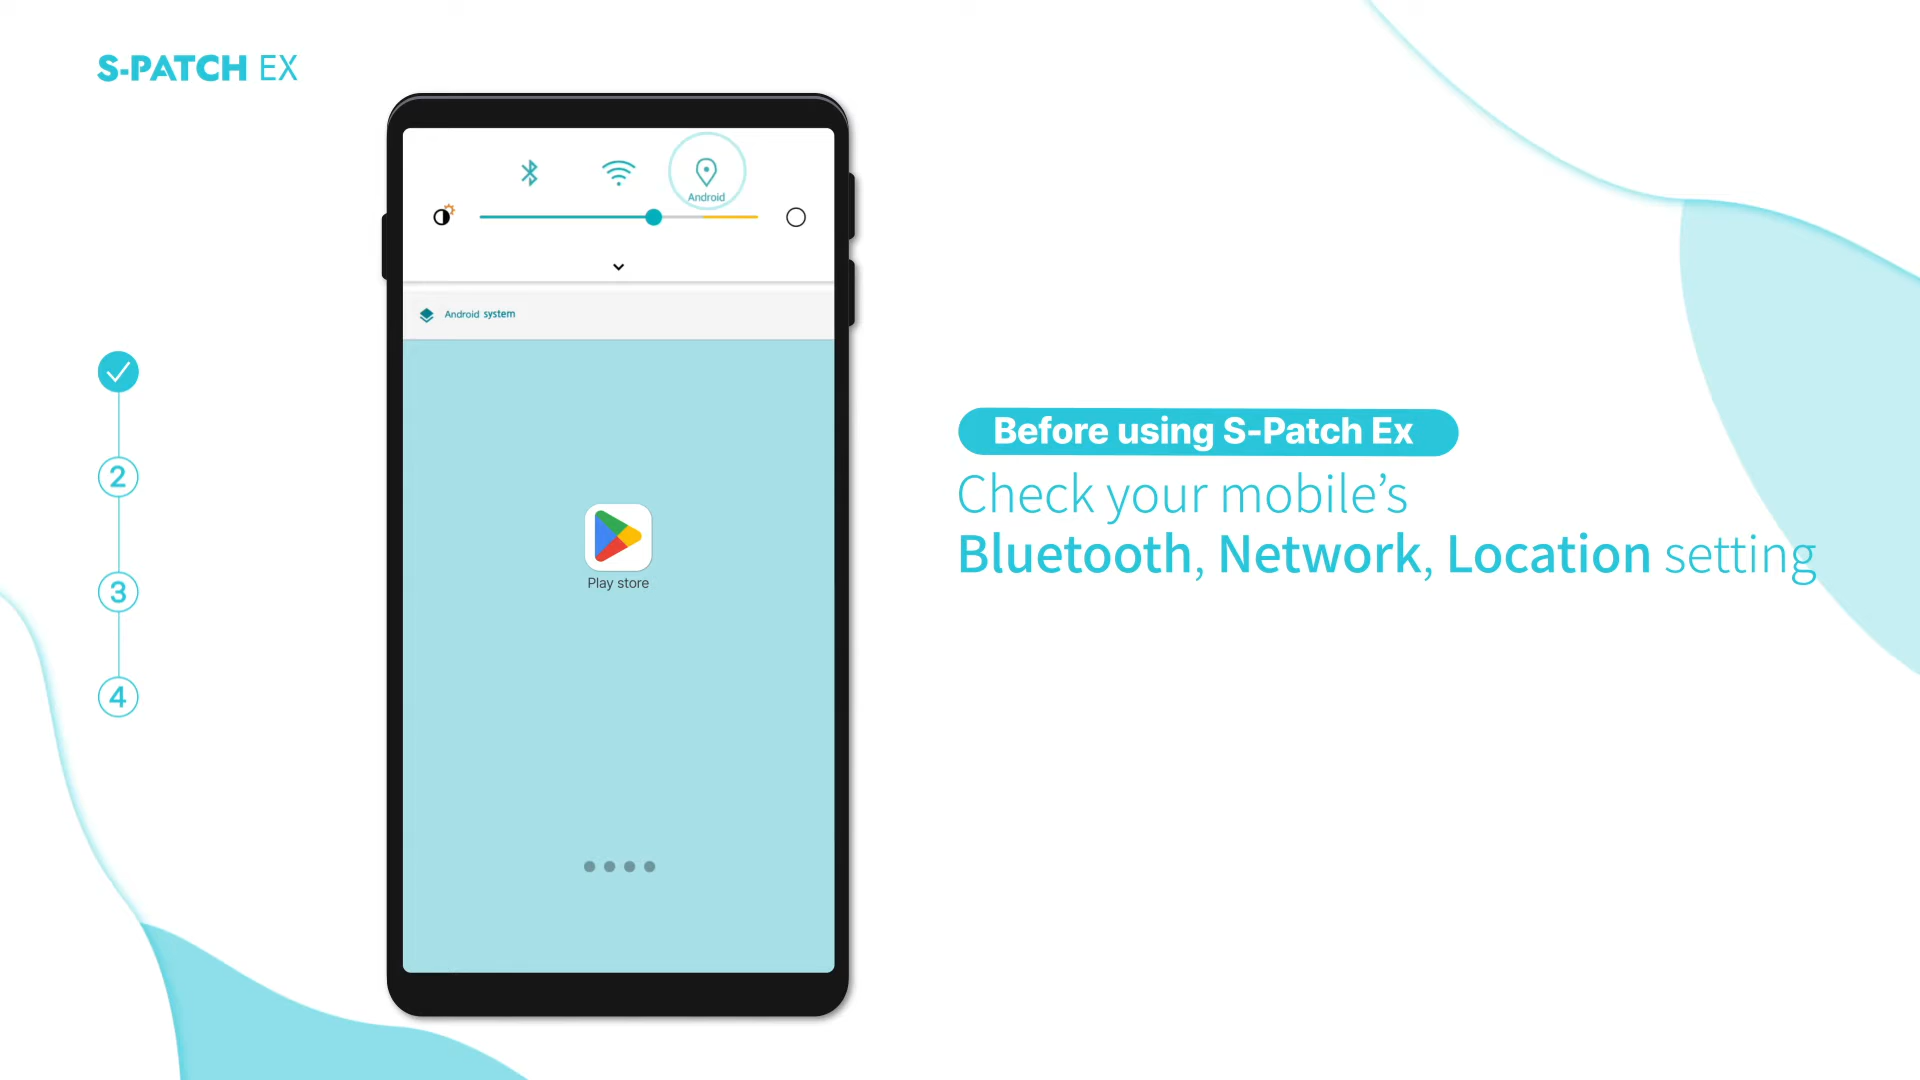 S-PATCH EX
Android
Android system
2
3
4
Play store
Before using S-Patch Ex
Check your mobile’s
Bluetooth, Network, Location setting